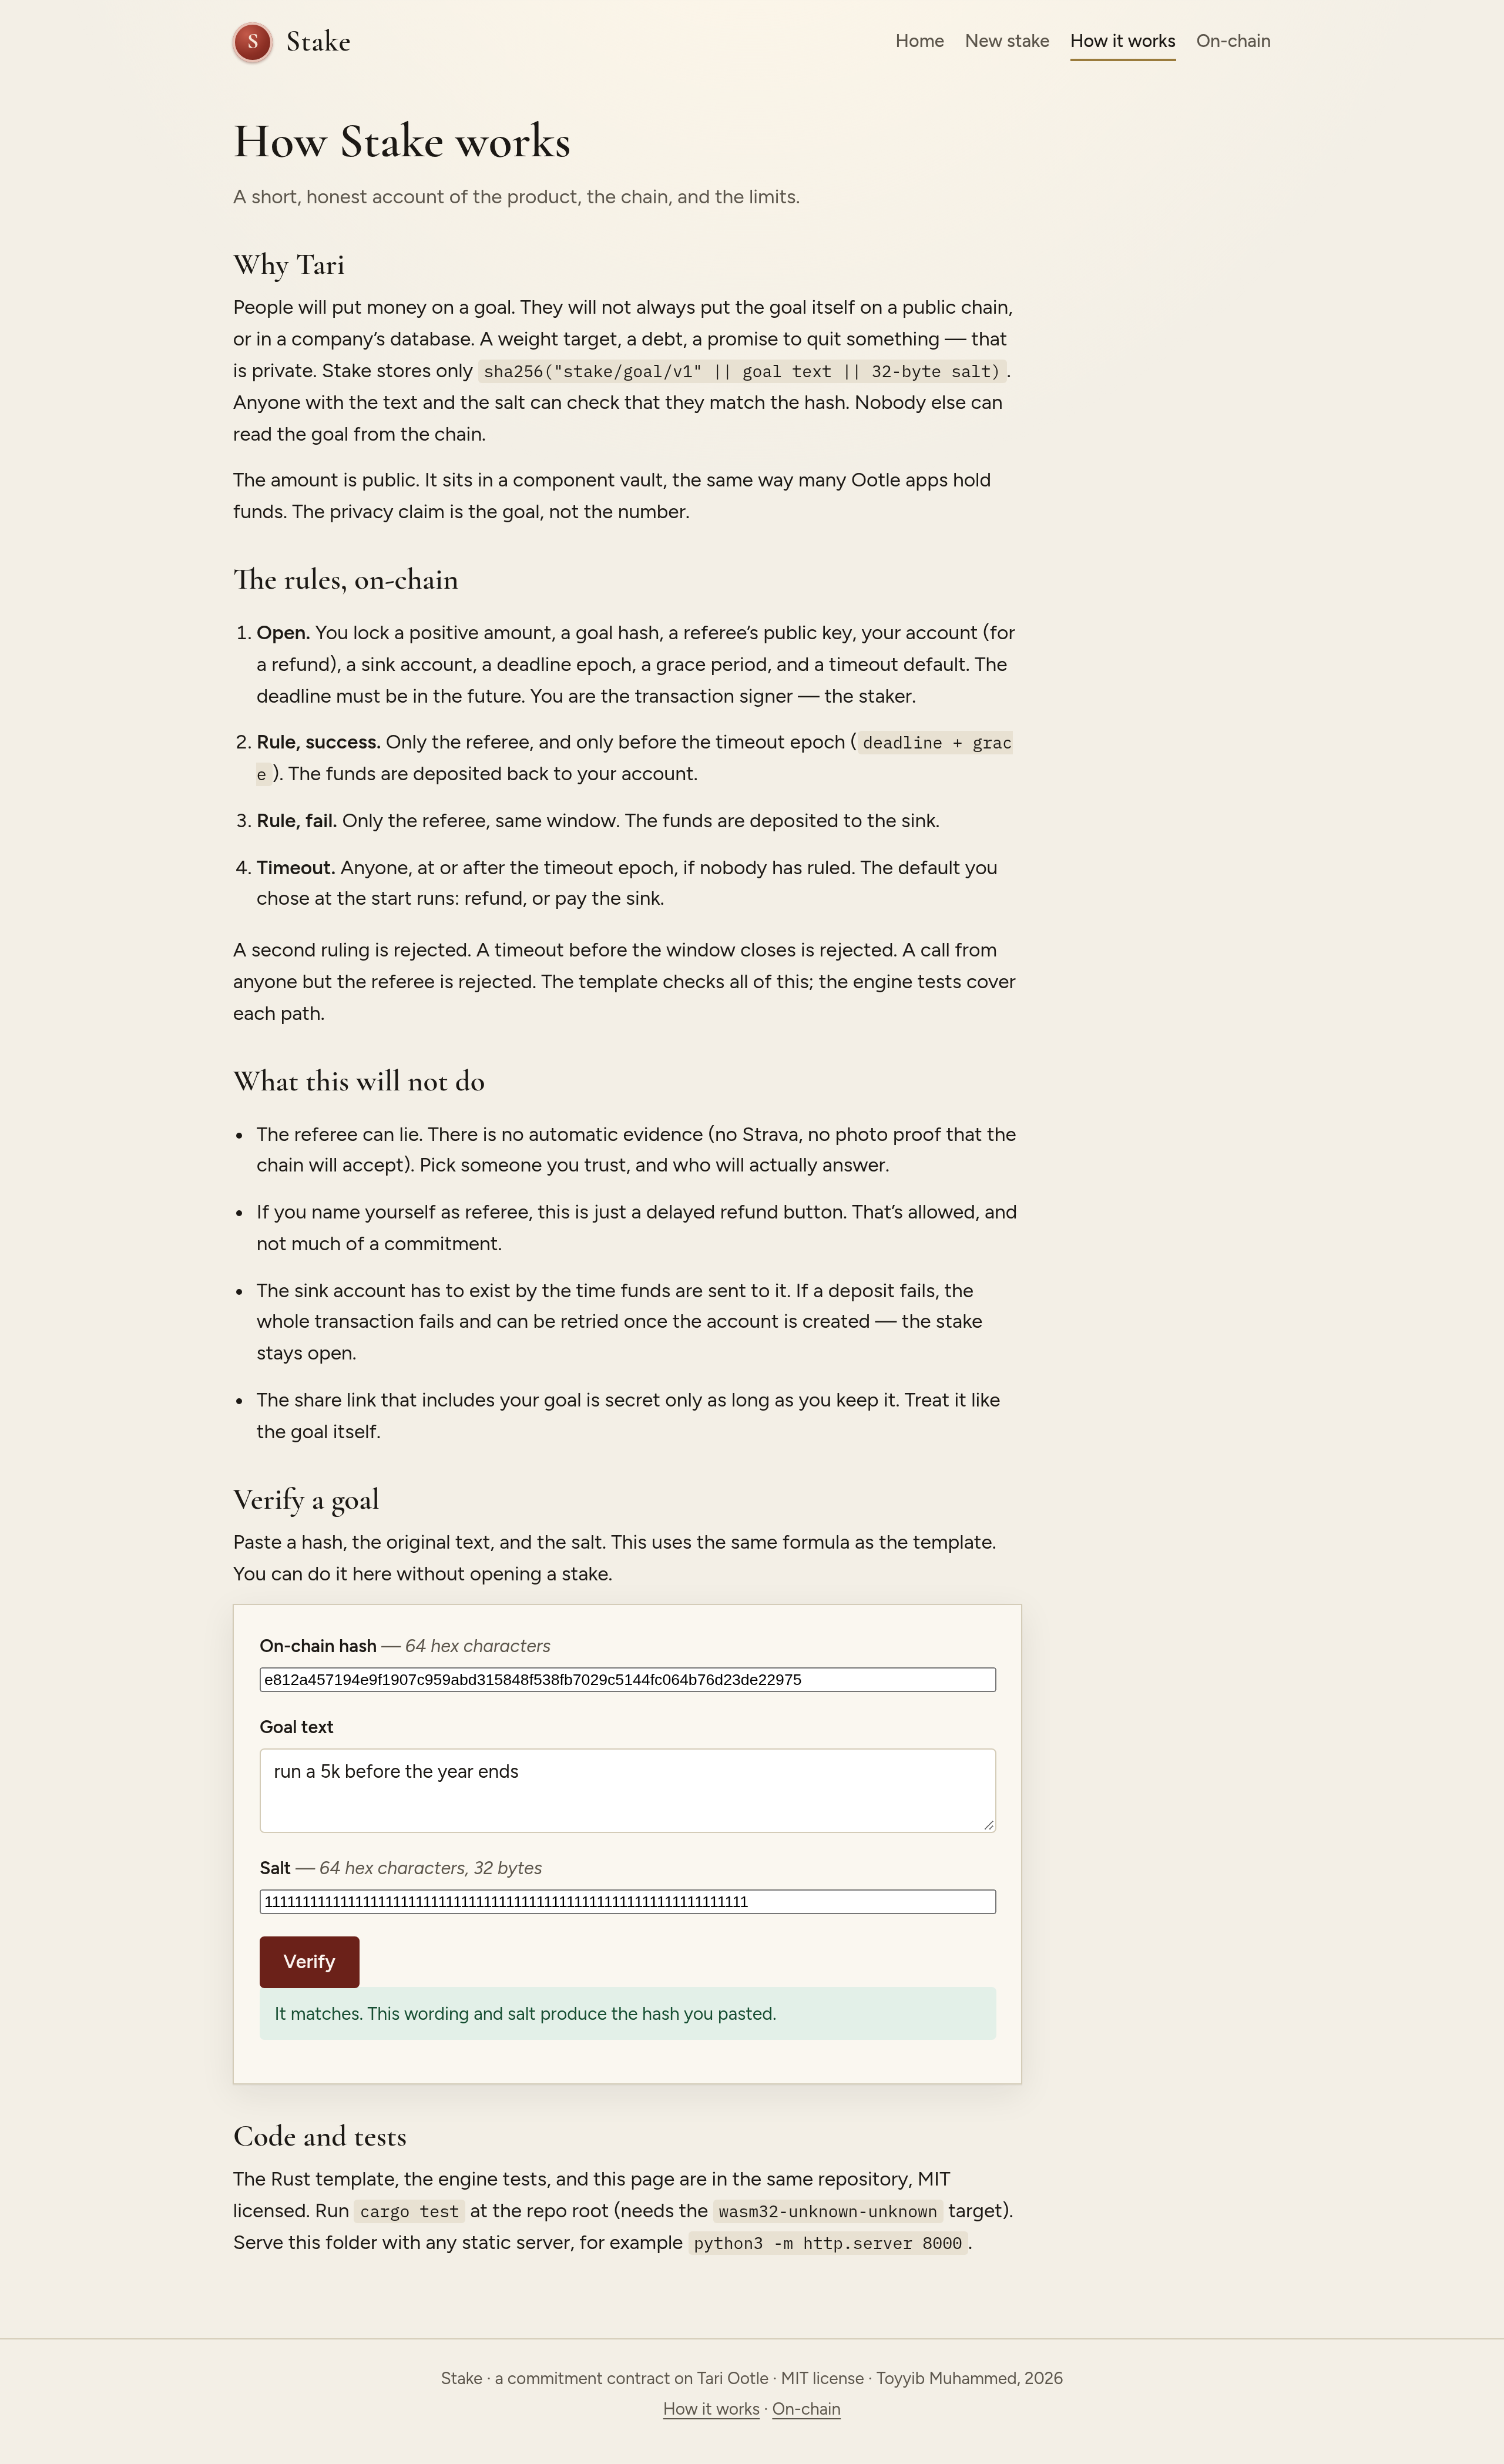 S Stake
Home New stake How it works On-chain
How Stake works
A short, honest account of the product, the chain, and the limits.
Why Tari
People will put money on a goal. They will not always put the goal itself on a public chain,
or in a company’s database. A weight target, a debt, a promise to quit something — that
is private. Stake stores only sha256("stake/goal/v1" || goal text || 32-byte salt).
Anyone with the text and the salt can check that they match the hash. Nobody else can
read the goal from the chain.
The amount is public. It sits in a component vault, the same way many Ootle apps hold
funds. The privacy claim is the goal, not the number.
The rules, on-chain
1. Open. You lock a positive amount, a goal hash, a referee’s public key, your account (for
a refund), a sink account, a deadline epoch, a grace period, and a timeout default. The
deadline must be in the future. You are the transaction signer — the staker.
2. Rule, success. Only the referee, and only before the timeout epoch (deadline + grac
e). The funds are deposited back to your account.
3. Rule, fail. Only the referee, same window. The funds are deposited to the sink.
4. Timeout. Anyone, at or after the timeout epoch, if nobody has ruled. The default you
chose at the start runs: refund, or pay the sink.
A second ruling is rejected. A timeout before the window closes is rejected. A call from
anyone but the referee is rejected. The template checks all of this; the engine tests cover
each path.
What this will not do
• The referee can lie. There is no automatic evidence (no Strava, no photo proof that the
chain will accept). Pick someone you trust, and who will actually answer.
• If you name yourself as referee, this is just a delayed refund button. That’s allowed, and
not much of a commitment.
• The sink account has to exist by the time funds are sent to it. If a deposit fails, the
whole transaction fails and can be retried once the account is created — the stake
stays open.
• The share link that includes your goal is secret only as long as you keep it. Treat it like
the goal itself.
Verify a goal
Paste a hash, the original text, and the salt. This uses the same formula as the template.
You can do it here without opening a stake.
On-chain hash — 64 hex characters
e812a457194e9f1907c959abd315848f538fb7029c5144fc064b76d23de22975
Goal text
run a 5k before the year ends
Salt — 64 hex characters, 32 bytes
1111111111111111111111111111111111111111111111111111111111111111
Verify
It matches. This wording and salt produce the hash you pasted.
Code and tests
The Rust template, the engine tests, and this page are in the same repository, MIT
licensed. Run cargo test at the repo root (needs the wasm32-unknown-unknown target).
Serve this folder with any static server, for example python3 -m http.server 8000.
Stake · a commitment contract on Tari Ootle · MIT license · Toyyib Muhammed, 2026
How it works · On-chain